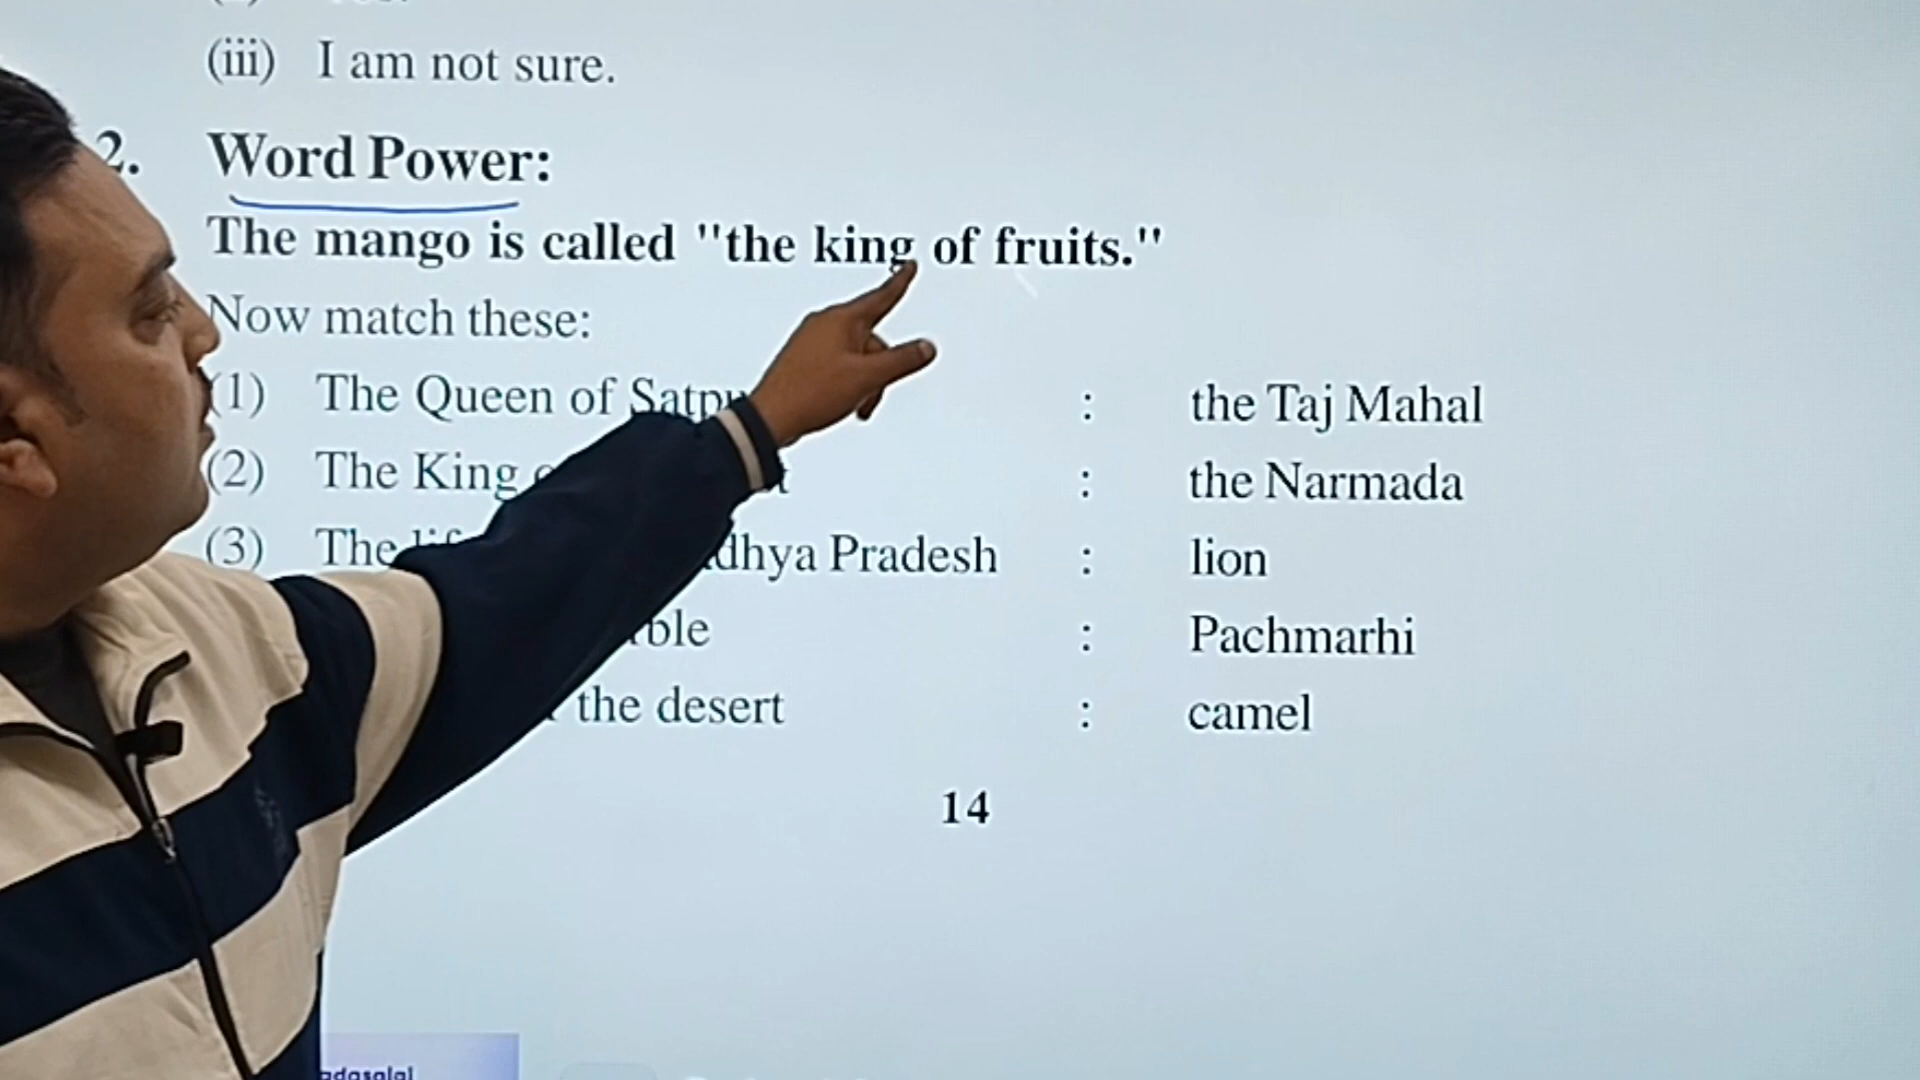 (iii) I am not sure.
2. Word Power:
The mango is called "the king of fruits."
Now match these:
(1) The Queen of : the Taj Mahal
(2) The King : the Narmada
(3) The Pradesh : lion
: Pachmarhi
the desert : camel
14